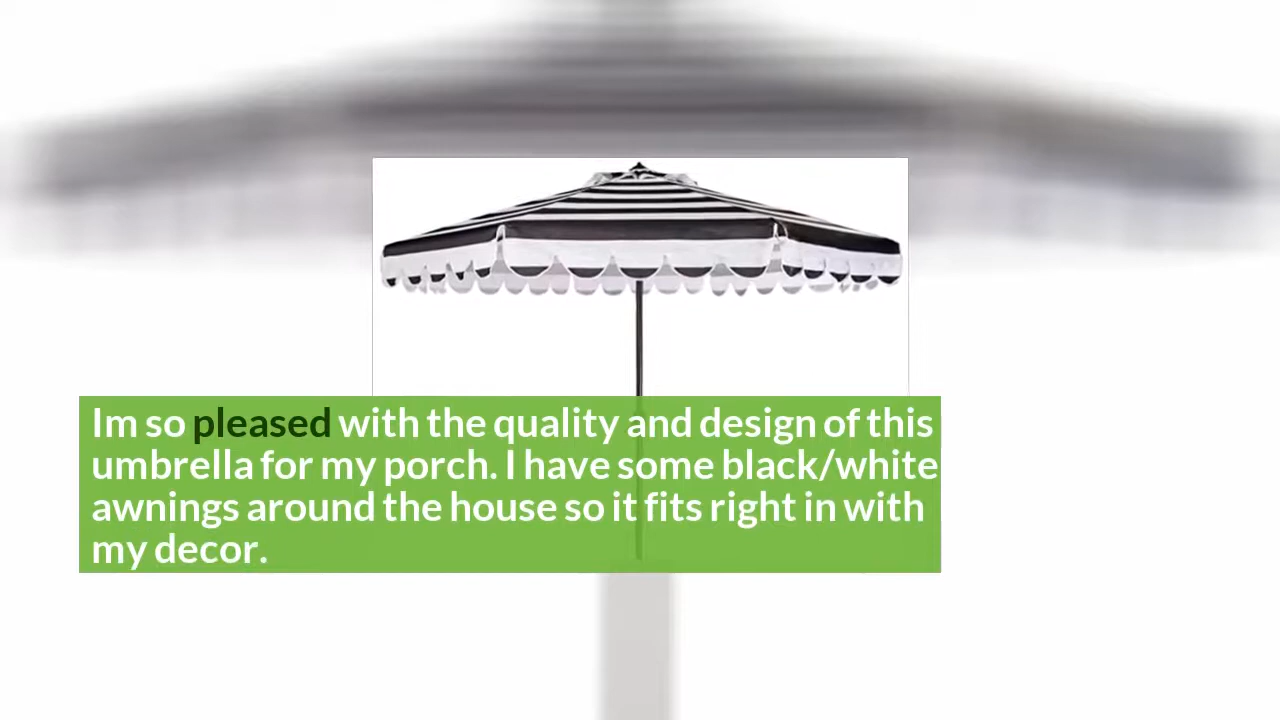 Im so pleased with the quality and design of this
umbrella for my porch. I have some black/white
awnings around the house so it fits right in with
my decor.